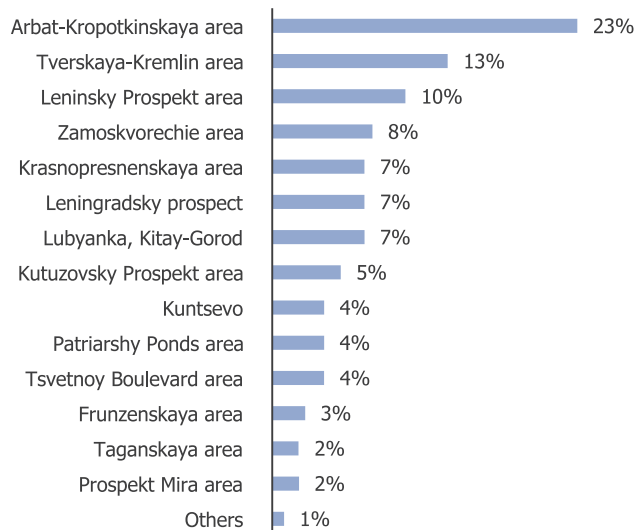 Arbat-Kropotkinskaya area 23%
Tverskaya-Kremlin area 13%
Leninsky Prospekt area 10%
Zamoskvorechie area 8%
Krasnopresnenskaya area 7%
Leningradsky prospect 7%
Lubyanka, Kitay-Gorod 7%
Kutuzovsky Prospekt area 5%
Kuntsevo 4%
Patriarshy Ponds area 4%
Tsvetnoy Boulevard area 4%
Frunzenskaya area 3%
Taganskaya area 2%
Prospekt Mira area 2%
Others 1%